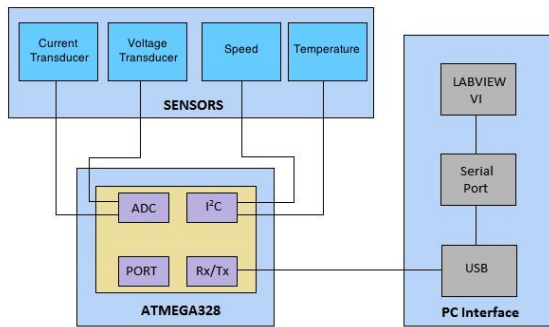 Current
Transducer
Voltage
Transducer
Speed
Temperature
SENSORS
ADC
I²C
PORT
Rx/Tx
ATMEGA328
LABVIEW
VI
Serial
Port
USB
PC Interface